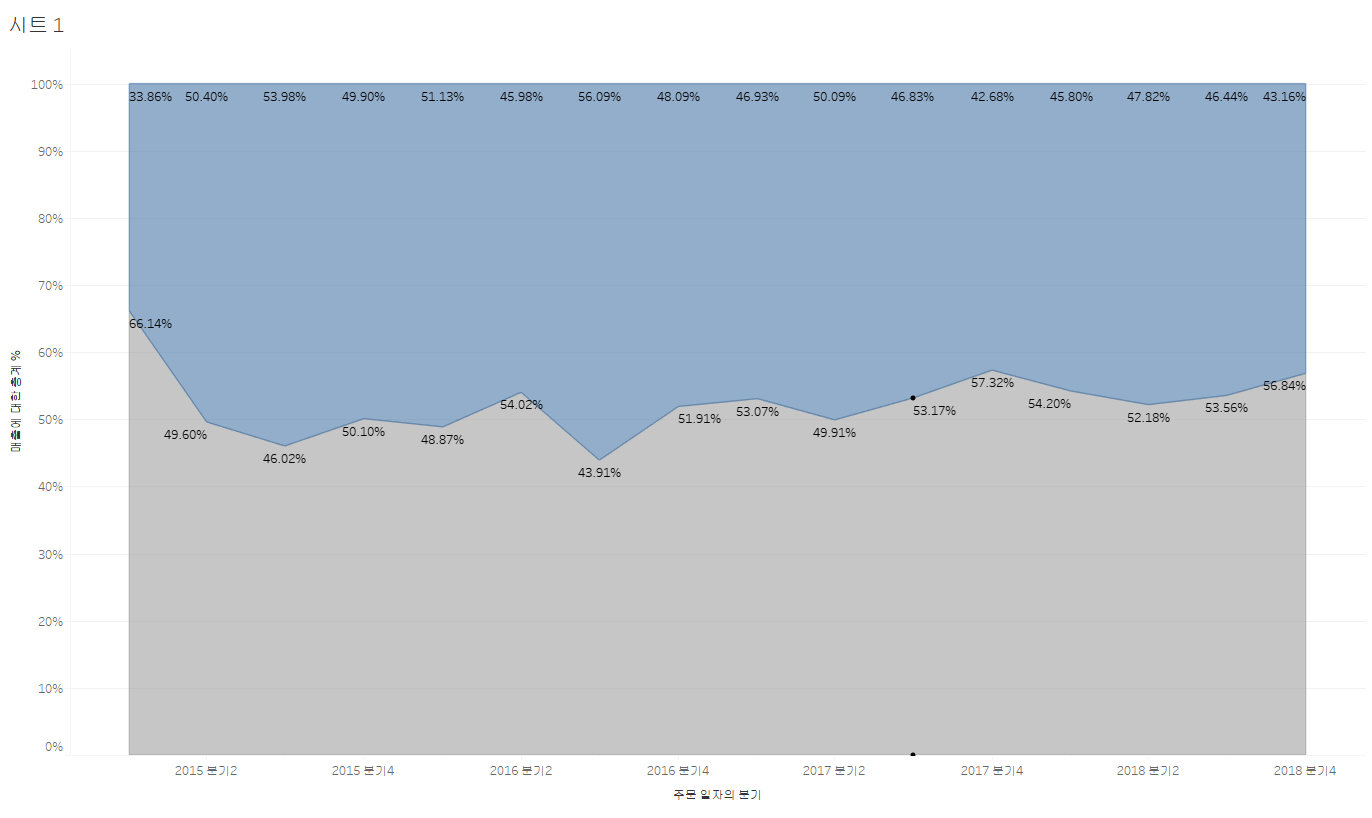 시트 1
100%
90%
80%
70%
60%
50%
40%
30%
20%
10%
0%
매출에 대한 총계 %
33.86% 50.40% 53.98% 49.90% 51.13% 45.98% 56.09% 48.09% 46.93% 50.09% 46.83% 42.68% 45.80% 47.82% 46.44% 43.16%
66.14% 49.60% 46.02% 50.10% 48.87% 54.02% 43.91% 51.91% 53.07% 49.91% 53.17% 57.32% 54.20% 52.18% 53.56% 56.84%
2015 분기2 2015 분기4 2016 분기2 2016 분기4 2017 분기2 2017 분기4 2018 분기2 2018 분기4
주문 일자의 분기